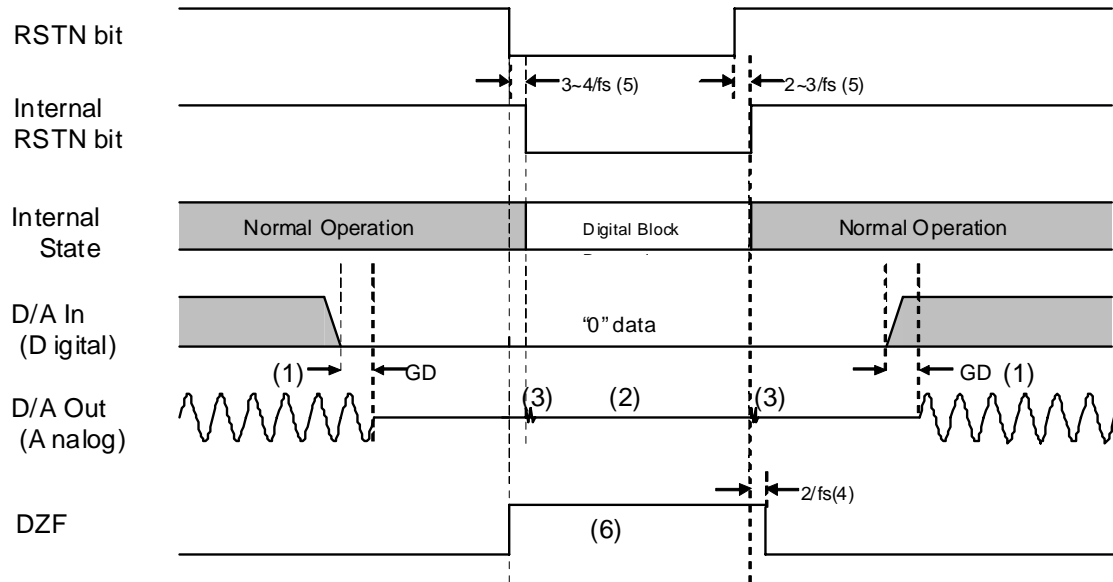 RSTN bit
3~4/fs (5)
2~3/fs (5)
Internal
RSTN bit
Internal
State
Normal Operation
Digital Block
Normal Operation
D/A In
(Digital)
"0" data
(1)
GD
GD
(1)
D/A Out
(Analog)
(3)
(2)
(3)
2/fs(4)
DZF
(6)